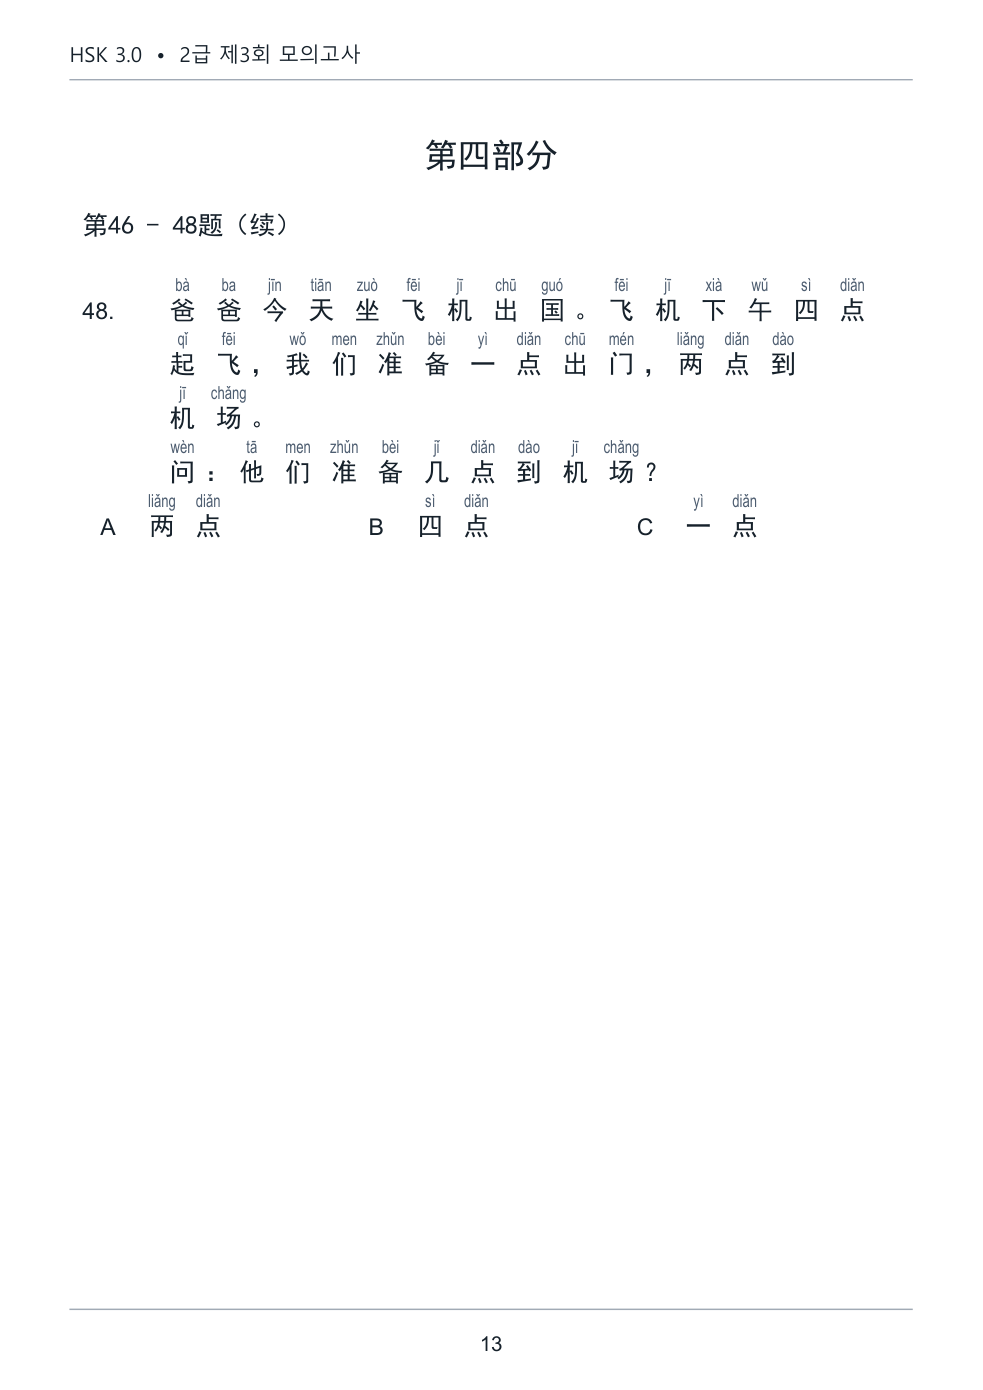 HSK 3.0 • 2급 제3회 모의고사
第四部分
第46 – 48题（续）
bà ba jīn tiān zuò fēi jī chū guó fēi jī xià wǔ sì diǎn
48. 爸爸今天坐飞机出国。飞机下午四点
qǐ fēi wǒ men zhǔn bèi yì diǎn chū mén liǎng diǎn dào
起飞，我们准备一点出门，两点到
jī chǎng
机场。
wèn tā men zhǔn bèi jǐ diǎn dào jī chǎng
问：他们准备几点到机场？
liǎng diǎn sì diǎn yì diǎn
A 两点 B 四点 C 一点
13